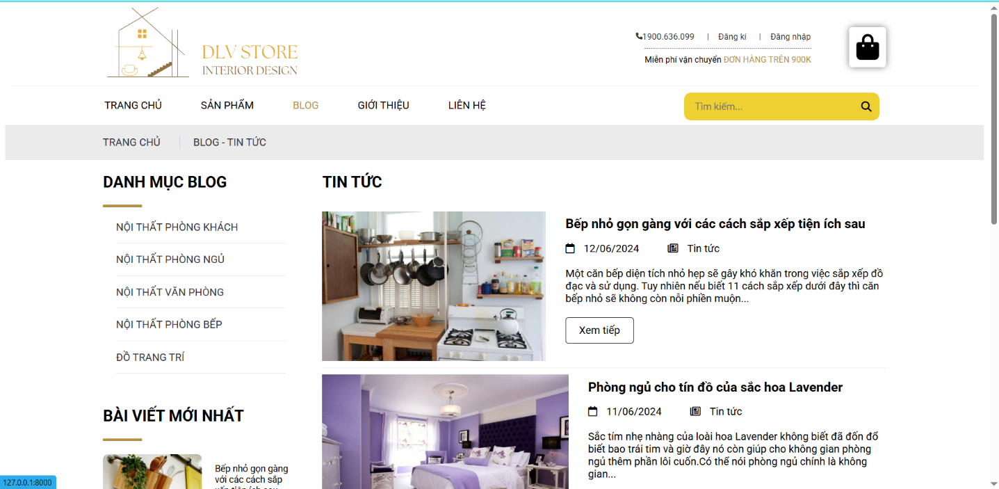 DLV STORE
INTERIOR DESIGN
1900.636.099 | Đăng kí | Đăng nhập
Miễn phí vận chuyển ĐƠN HÀNG TRÊN 900K
TRANG CHỦ SẢN PHẨM BLOG GIỚI THIỆU LIÊN HỆ
Tìm kiếm...
TRANG CHỦ BLOG - TIN TỨC
DANH MỤC BLOG
NỘI THẤT PHÒNG KHÁCH
NỘI THẤT PHÒNG NGỦ
NỘI THẤT VĂN PHÒNG
NỘI THẤT PHÒNG BẾP
ĐỒ TRANG TRÍ
BÀI VIẾT MỚI NHẤT
Bếp nhỏ gọn gàng
với các cách sắp
xếp tiện ích sau
TIN TỨC
Bếp nhỏ gọn gàng với các cách sắp xếp tiện ích sau
12/06/2024 Tin tức
Một căn bếp diện tích nhỏ hẹp sẽ gây khó khăn trong việc sắp xếp đồ
đạc và sử dụng. Tuy nhiên nếu biết 11 cách sắp xếp dưới đây thì căn
bếp nhỏ sẽ không còn nỗi phiền muộn...
Xem tiếp
Phòng ngủ cho tín đồ của sắc hoa Lavender
11/06/2024 Tin tức
Sắc tím nhẹ nhàng của loài hoa Lavender không biết đã đốn đổ
biết bao trái tim và giờ đây nó còn giúp cho không gian phòng
ngủ thêm phần lôi cuốn.Có thể nói phòng ngủ chính là không
gian...
127.0.0.1:8000